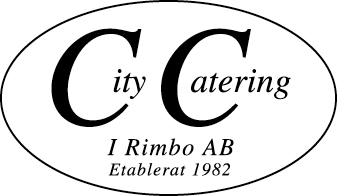 City Catering
I Rimbo AB
Etablerat 1982